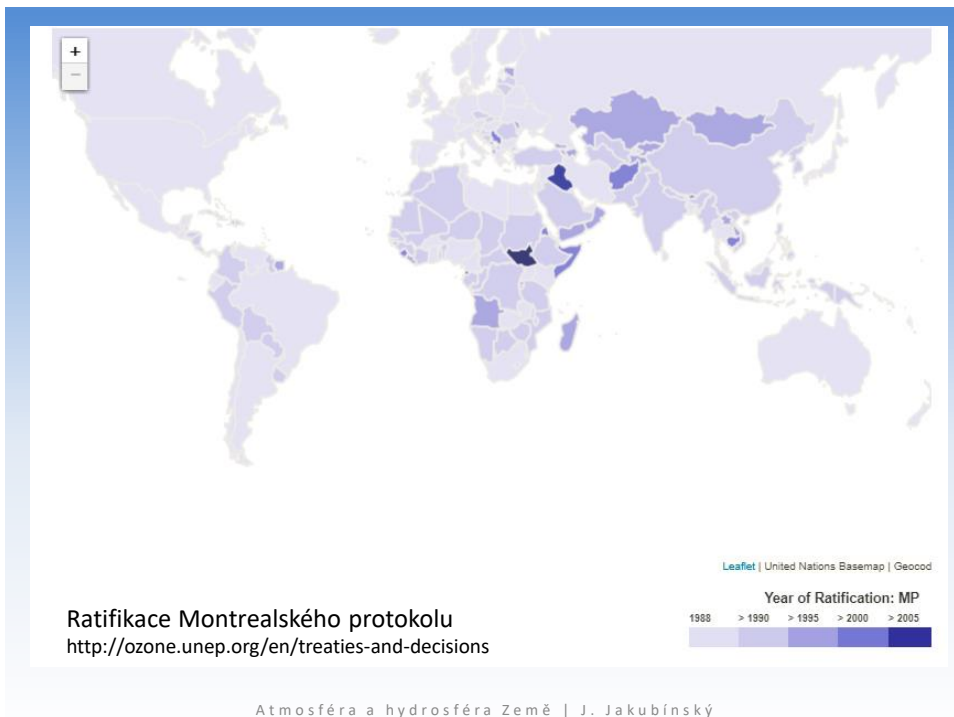 +
−
Leaflet | United Nations Basemap | Geocod
Year of Ratification: MP
1988 > 1990 > 1995 > 2000 > 2005
Ratifikace Montrealského protokolu
http://ozone.unep.org/en/treaties-and-decisions
Atmosféra a hydrosféra Země | J. Jakubínský